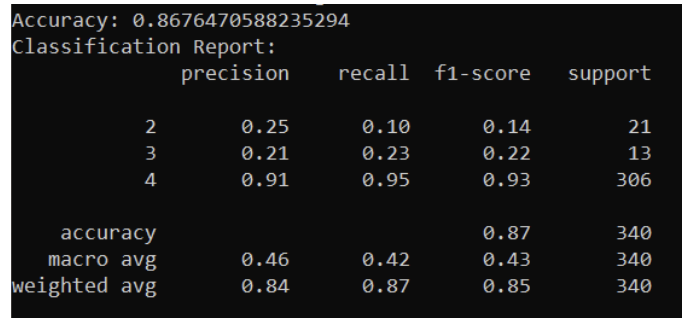 Accuracy: 0.8676470588235294
Classification Report:
precision recall f1-score support
2 0.25 0.10 0.14 21
3 0.21 0.23 0.22 13
4 0.91 0.95 0.93 306
accuracy 0.87 340
macro avg 0.46 0.42 0.43 340
weighted avg 0.84 0.87 0.85 340